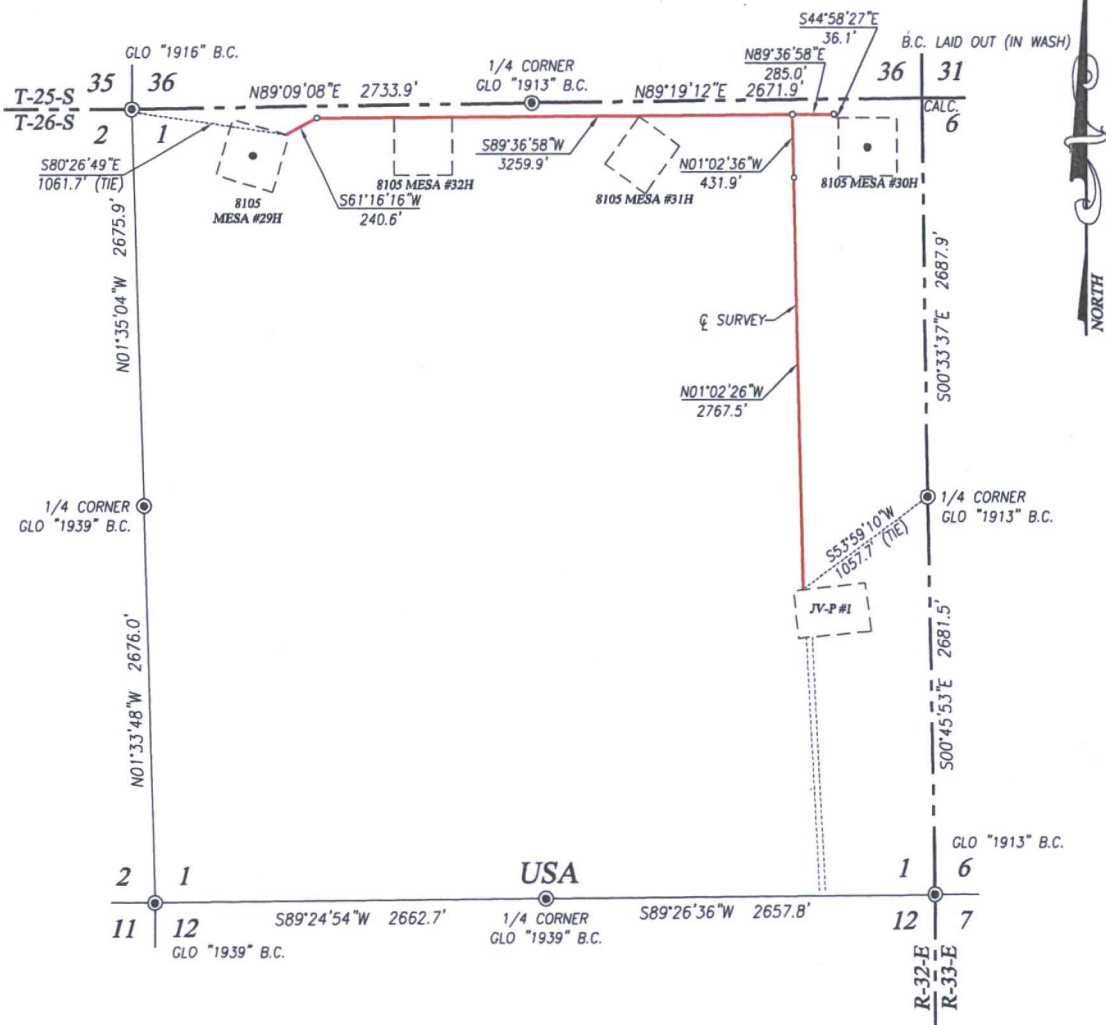 S44°58'27"E
36.1'
GLO "1916" B.C.
N89°36'58"E
285.0'
B.C. LAID OUT (IN WASH)
35 36
1/4 CORNER
GLO "1913" B.C.
36 31
T-25-S
T-26-S
N89°09'08"E 2733.9'
N89°19'12"E 2671.9'
CALC.
2 1
6
S80°26'49"E
1061.7' (TIE)
S89°36'58"W
3259.9'
N01°02'36"W
431.9'
8105
MESA #29H
S61°16'16"W
240.6'
8105 MESA #32H
8105 MESA #31H
8105 MESA #30H
N01°35'04"W 2675.9'
S00°33'37"E 2687.9'
NORTH
℄ SURVEY
N01°02'26"W
2767.5'
1/4 CORNER
GLO "1939" B.C.
1/4 CORNER
GLO "1913" B.C.
S53°59'10"W
1057.7' (TIE)
JV-P #1
N01°33'48"W 2676.0'
S00°45'53"E 2681.5'
GLO "1913" B.C.
2 1
USA
1 6
11 12
S89°24'54"W 2662.7'
1/4 CORNER
GLO "1939" B.C.
S89°26'36"W 2657.8'
12 7
GLO "1939" B.C.
R-32-E
R-33-E